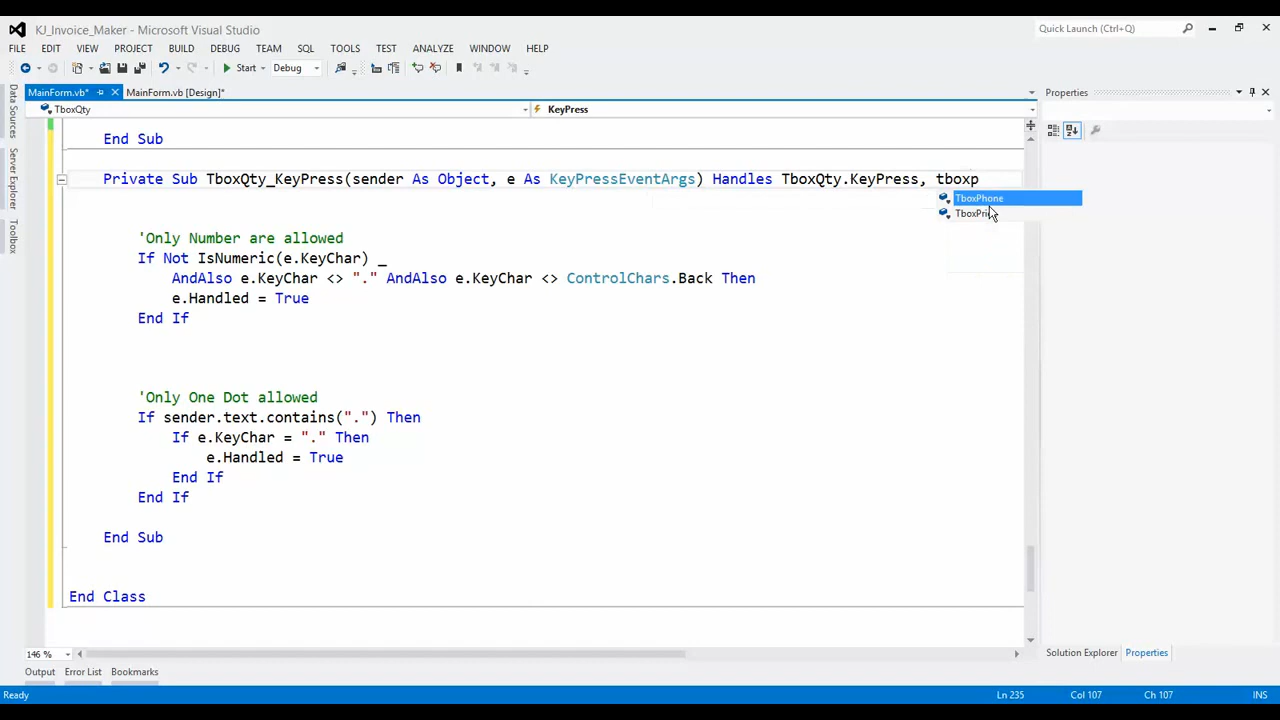 KJ_Invoice_Maker - Microsoft Visual Studio
Quick Launch (Ctrl+Q)
FILE EDIT VIEW PROJECT BUILD DEBUG TEAM SQL TOOLS TEST ANALYZE WINDOW HELP
Start Debug
MainForm.vb* MainForm.vb [Design]*
Properties
TboxQty KeyPress
Data Sources
Server Explorer
Toolbox
End Sub
Private Sub TboxQty_KeyPress(sender As Object, e As KeyPressEventArgs) Handles TboxQty.KeyPress, tboxp
TboxPhone
'Only Number are allowed
If Not IsNumeric(e.KeyChar) _
AndAlso e.KeyChar <> "." AndAlso e.KeyChar <> ControlChars.Back Then
e.Handled = True
End If
'Only One Dot allowed
If sender.text.contains(".") Then
If e.KeyChar = "." Then
e.Handled = True
End If
End If
End Sub
End Class
146 %
Solution Explorer Properties
Output Error List Bookmarks
Ready Ln 235 Col 107 Ch 107 INS